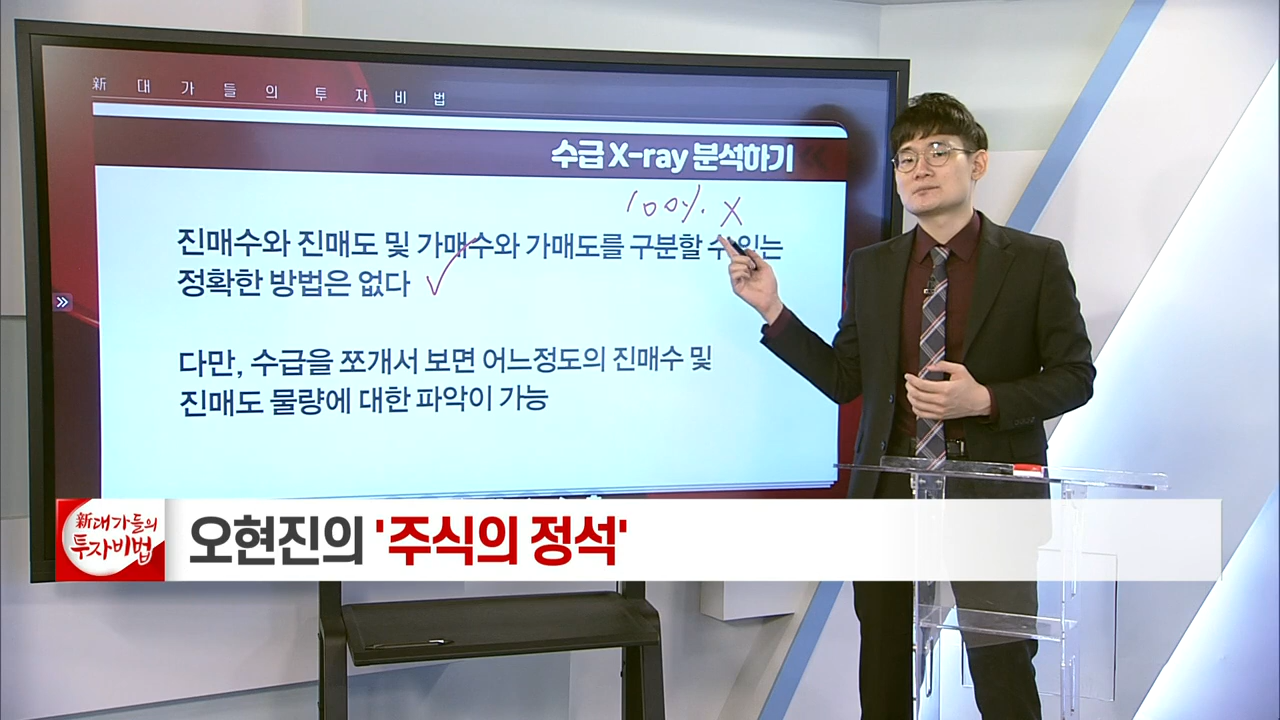 新 대가들의 투자비법
수급 X-ray 분석하기
100% X
진매수와 진매도 및 가매수와 가매도를 구분할 수 있는
정확한 방법은 없다
다만, 수급을 쪼개서 보면 어느정도의 진매수 및
진매도 물량에 대한 파악이 가능
新대가들의
투자비법
오현진의 '주식의 정석'